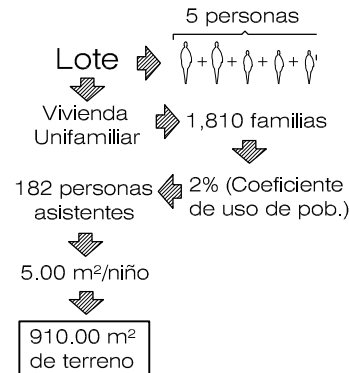 5 personas
Lote
+ + + +
Vivienda
Unifamiliar
1,810 familias
182 personas
asistentes
2% (Coeficiente
de uso de pob.)
5.00 m²/niño
910.00 m²
de terreno